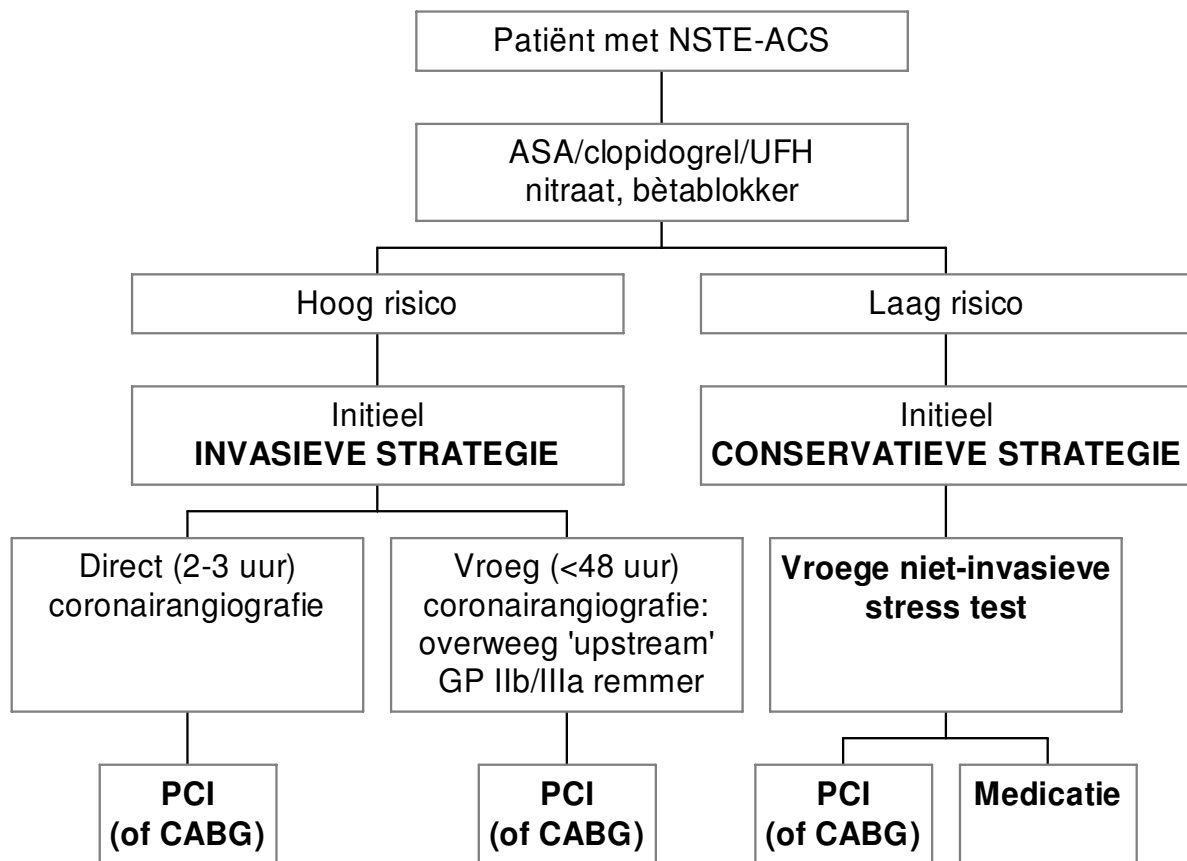 Patiënt met NSTE-ACS
ASA/clopidogrel/UFH
nitraat, bètablokker
Hoog risico
Laag risico
Initieel
INVASIEVE STRATEGIE
Initieel
CONSERVATIEVE STRATEGIE
Direct (2-3 uur)
coronairangiografie
Vroeg (<48 uur)
coronairangiografie:
overweeg 'upstream'
GP IIb/IIIa remmer
Vroege niet-invasieve
stress test
PCI
(of CABG)
PCI
(of CABG)
PCI
(of CABG)
Medicatie